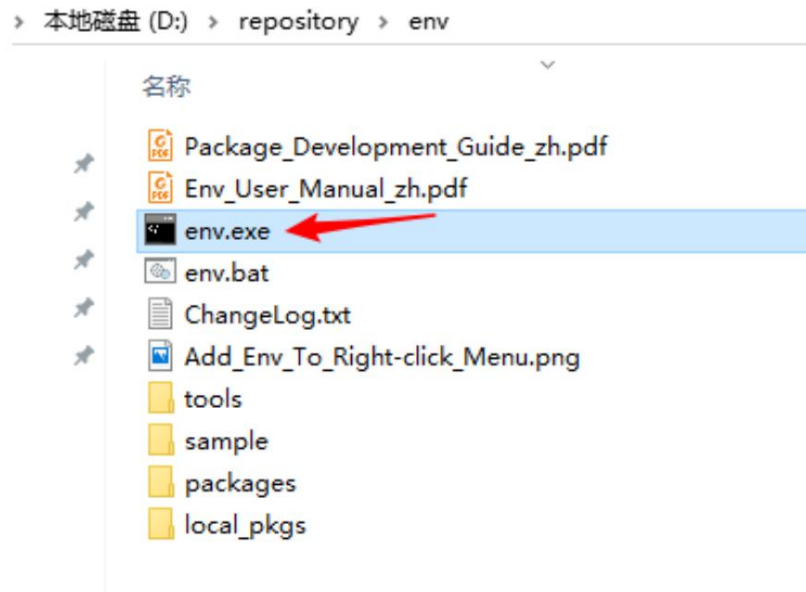 本地磁盘 (D:) > repository > env
名称
Package_Development_Guide_zh.pdf
Env_User_Manual_zh.pdf
env.exe
env.bat
ChangeLog.txt
Add_Env_To_Right-click_Menu.png
tools
sample
packages
local_pkgs